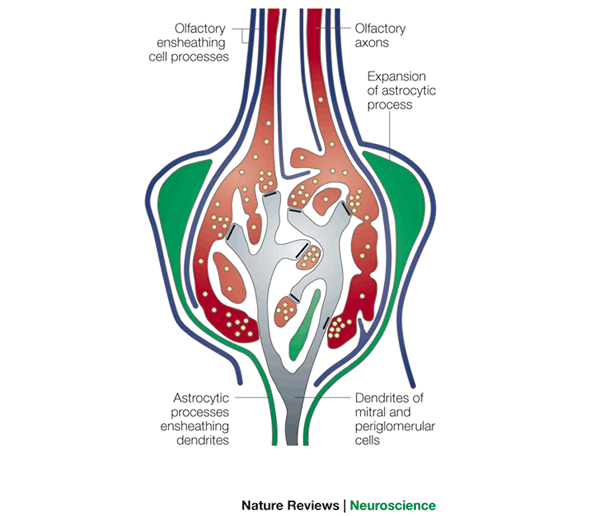 Olfactory
ensheathing
cell processes
Olfactory
axons
Expansion
of astrocytic
process
Astrocytic
processes
ensheathing
dendrites
Dendrites of
mitral and
periglomerular
cells
Nature Reviews | Neuroscience